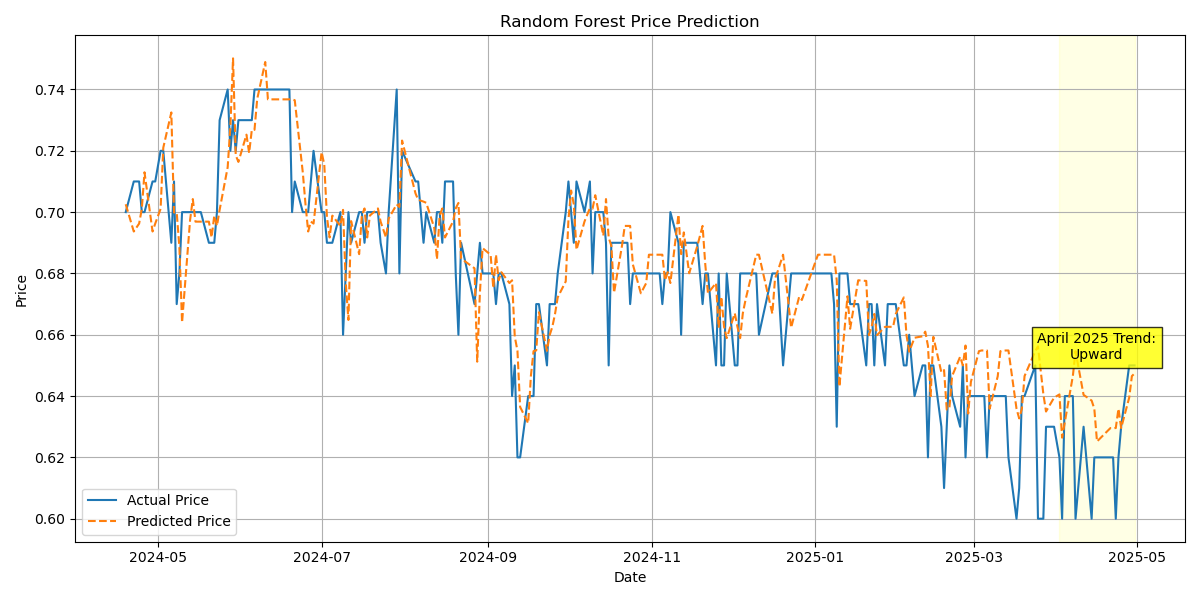 Random Forest Price Prediction
Price
0.74
0.72
0.70
0.68
0.66
0.64
0.62
0.60
April 2025 Trend:
Upward
Actual Price
Predicted Price
2024-05
2024-07
2024-09
2024-11
2025-01
2025-03
2025-05
Date